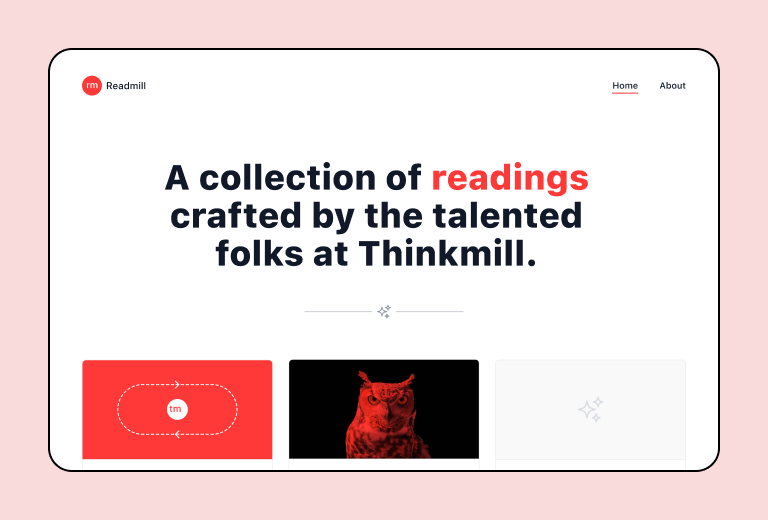 rm Readmill
Home About
A collection of readings
crafted by the talented
folks at Thinkmill.
tm